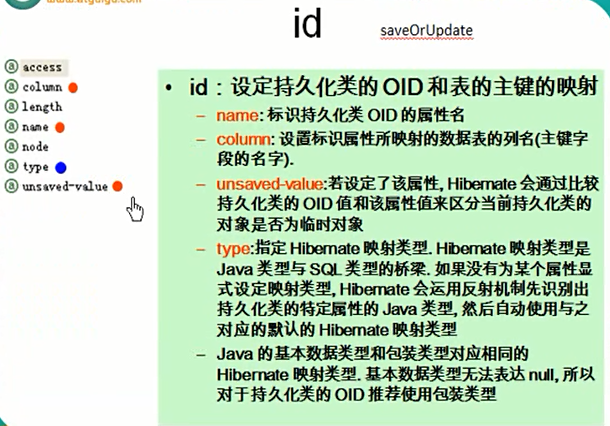 www.atguigu.com
id
saveOrUpdate
access
column
length
name
node
type
unsaved-value
• id：设定持久化类的 OID 和表的主键的映射
– name: 标识持久化类 OID 的属性名
– column: 设置标识属性所映射的数据表的列名(主键字
段的名字).
– unsaved-value:若设定了该属性, Hibernate 会通过比较
持久化类的 OID 值和该属性值来区分当前持久化类的
对象是否为临时对象
– type:指定 Hibernate 映射类型. Hibernate 映射类型是
Java 类型与 SQL 类型的桥梁. 如果没有为某个属性显
式设定映射类型, Hibernate 会运用反射机制先识别出
持久化类的特定属性的 Java 类型, 然后自动使用与之
对应的默认的 Hibernate 映射类型
– Java 的基本数据类型和包装类型对应相同的
Hibernate 映射类型. 基本数据类型无法表达 null, 所以
对于持久化类的 OID 推荐使用包装类型